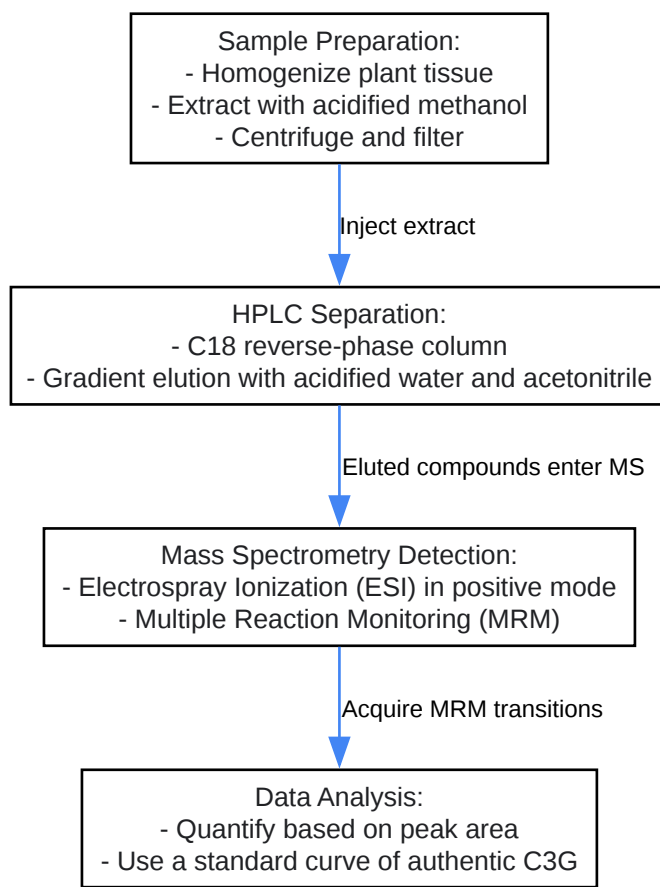 Sample Preparation:
- Homogenize plant tissue
- Extract with acidified methanol
- Centrifuge and filter
Inject extract
HPLC Separation:
- C18 reverse-phase column
- Gradient elution with acidified water and acetonitrile
Eluted compounds enter MS
Mass Spectrometry Detection:
- Electrospray Ionization (ESI) in positive mode
- Multiple Reaction Monitoring (MRM)
Acquire MRM transitions
Data Analysis:
- Quantify based on peak area
- Use a standard curve of authentic C3G